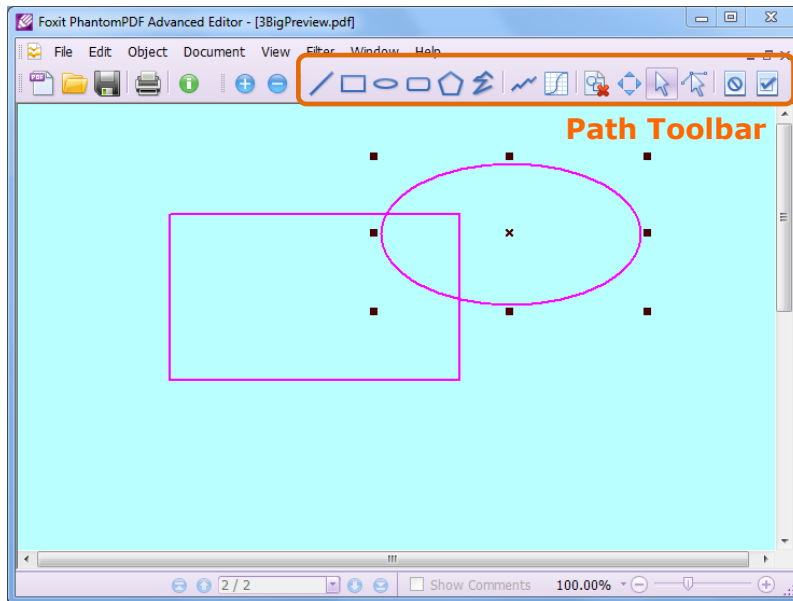 Foxit PhantomPDF Advanced Editor - [3BigPreview.pdf]
File Edit Object Document View Filter Window Help
PDF
Path Toolbar
2 / 2
Show Comments
100.00%